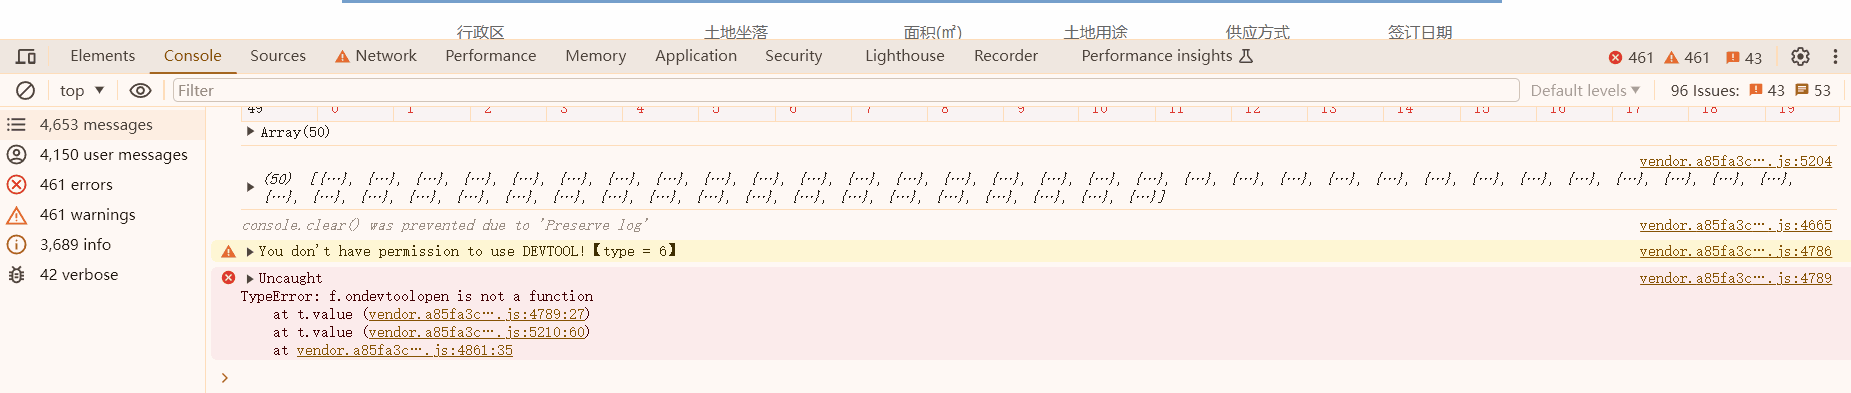 行政区 土地坐落 面积(㎡) 土地用途 供应方式 签订日期
Elements Console Sources Network Performance Memory Application Security Lighthouse Recorder Performance insights 461 461 43
top Filter Default levels 96 Issues: 43 53
4,653 messages
4,150 user messages
461 errors
461 warnings
3,689 info
42 verbose
49 0 1 2 3 4 5 6 7 8 9 10 11 12 13 14 15 16 17 18 19
Array(50)
vendor.a85fa3c….js:5204
(50) [{…}, {…}, {…}, {…}, {…}, {…}, {…}, {…}, {…}, {…}, {…}, {…}, {…}, {…}, {…}, {…}, {…}, {…}, {…}, {…}, {…}, {…}, {…}, {…}, {…}, {…}, {…}, {…}, {…}, {…}, {…},
{…}, {…}, {…}, {…}, {…}, {…}, {…}, {…}, {…}, {…}, {…}, {…}, {…}, {…}, {…}, {…}, {…}, {…}, {…}]
console.clear() was prevented due to 'Preserve log' vendor.a85fa3c….js:4665
You don't have permission to use DEVTOOL!【type = 6】 vendor.a85fa3c….js:4786
Uncaught vendor.a85fa3c….js:4789
TypeError: f.ondevtoolopen is not a function
at t.value (vendor.a85fa3c….js:4789:27)
at t.value (vendor.a85fa3c….js:5210:60)
at vendor.a85fa3c….js:4861:35